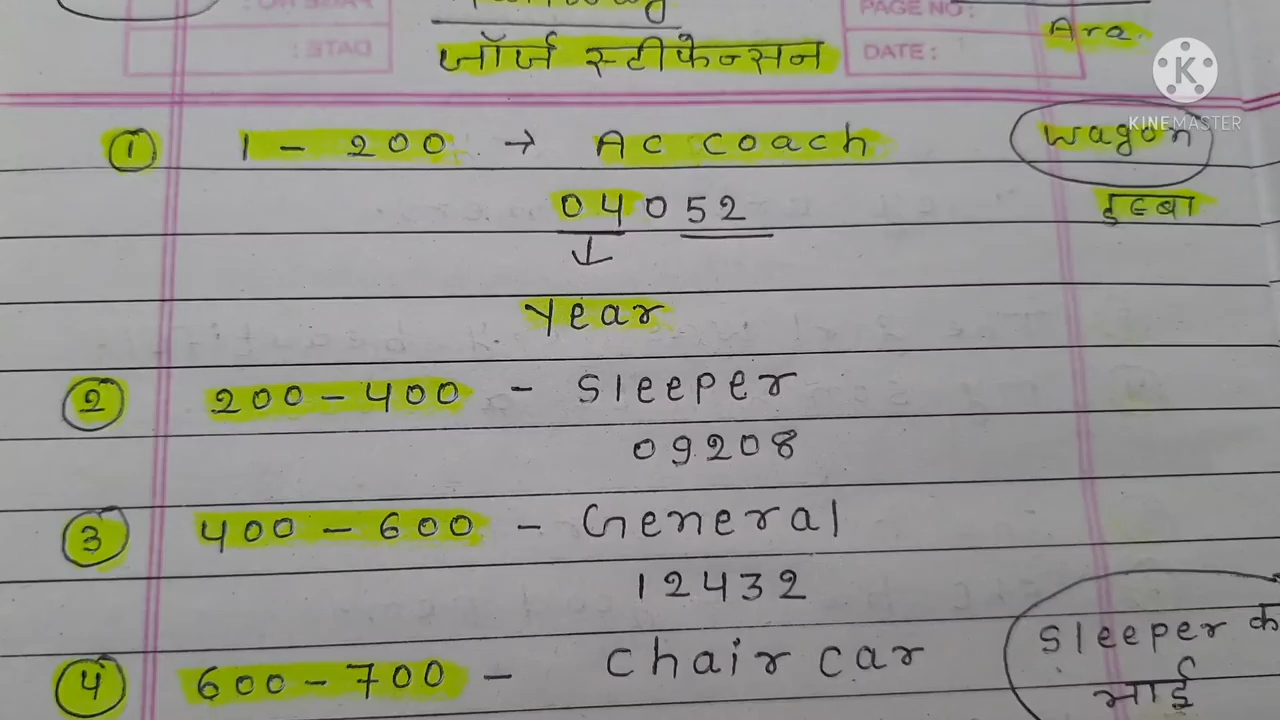 PAGE NO:
DATE:
Are
जॉर्ज स्टीफेन्सन
KINEMASTER
① 1 - 200 → AC coach
wagon
04052
डब्बा
↓
Year
② 200 - 400 - Sleeper
09208
③ 400 - 600 - General
12432
④ 600 - 700 - Chair car
Sleeper क
भाई